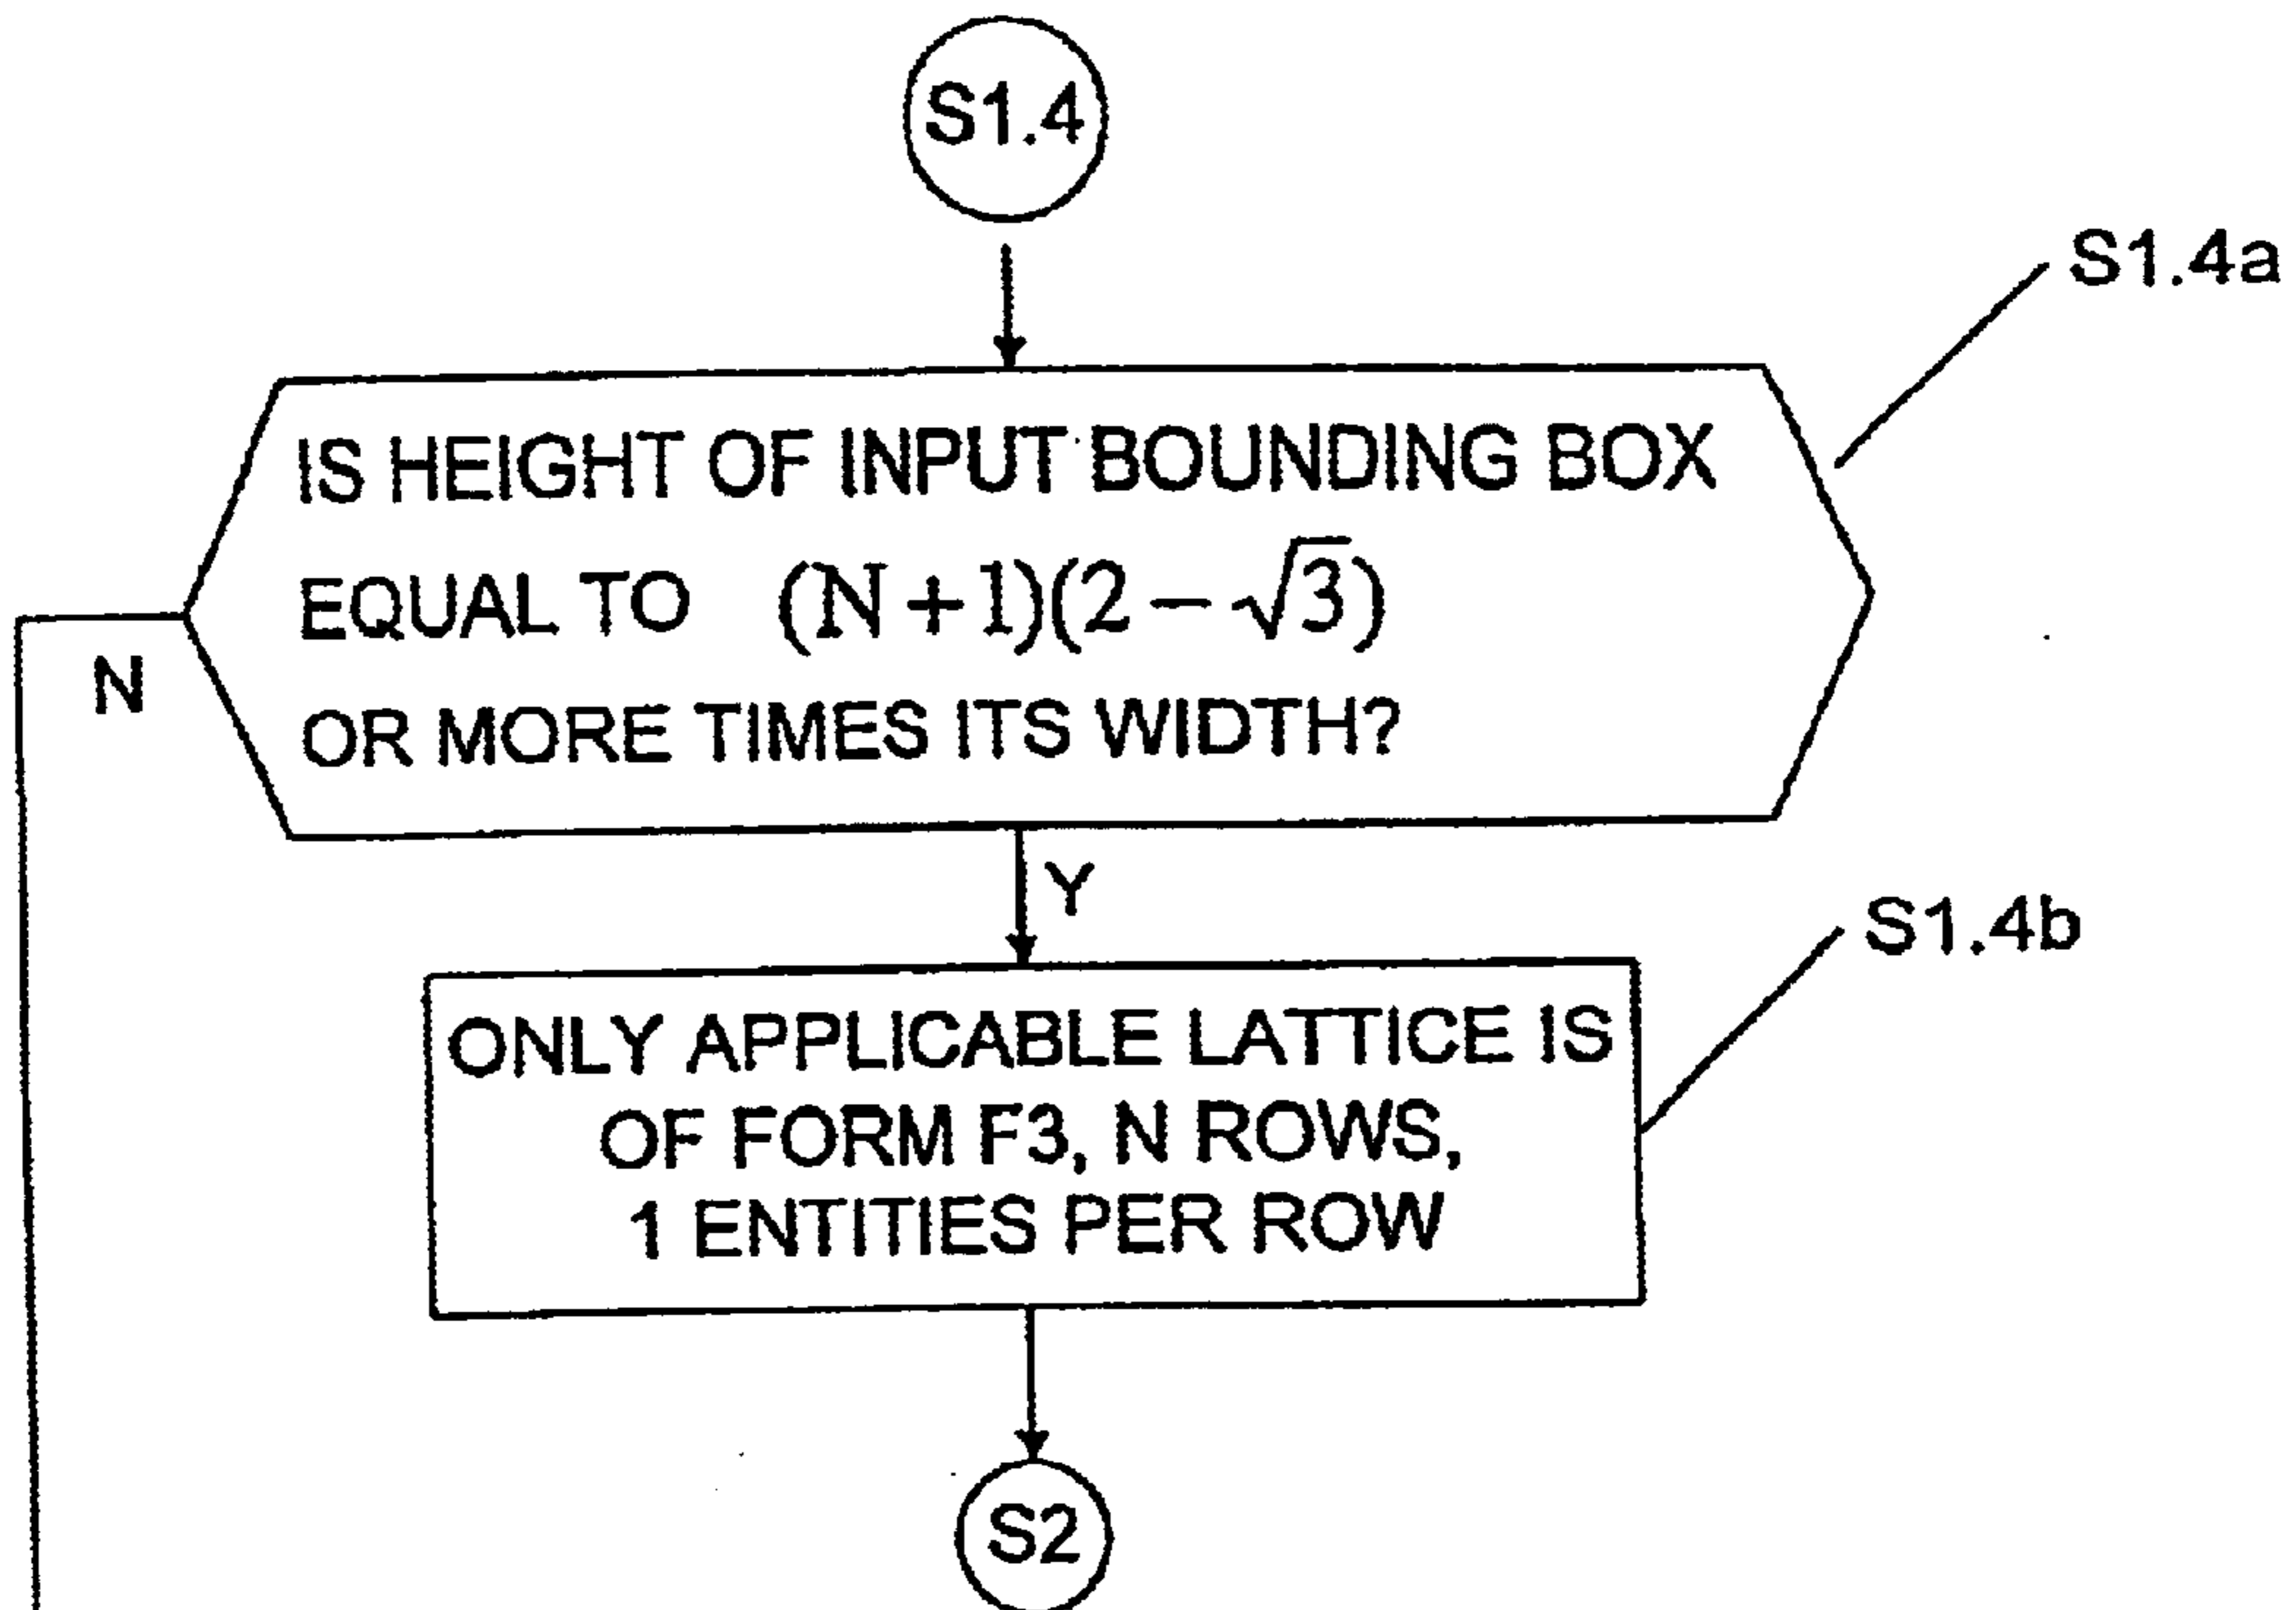 S1.4
S1.4a
IS HEIGHT OF INPUT BOUNDING BOX
EQUAL TO (N + 1)(2 − √3)
OR MORE TIMES ITS WIDTH?
N
Y
S1.4b
ONLY APPLICABLE LATTICE IS
OF FORM F3, N ROWS,
1 ENTITIES PER ROW
S2